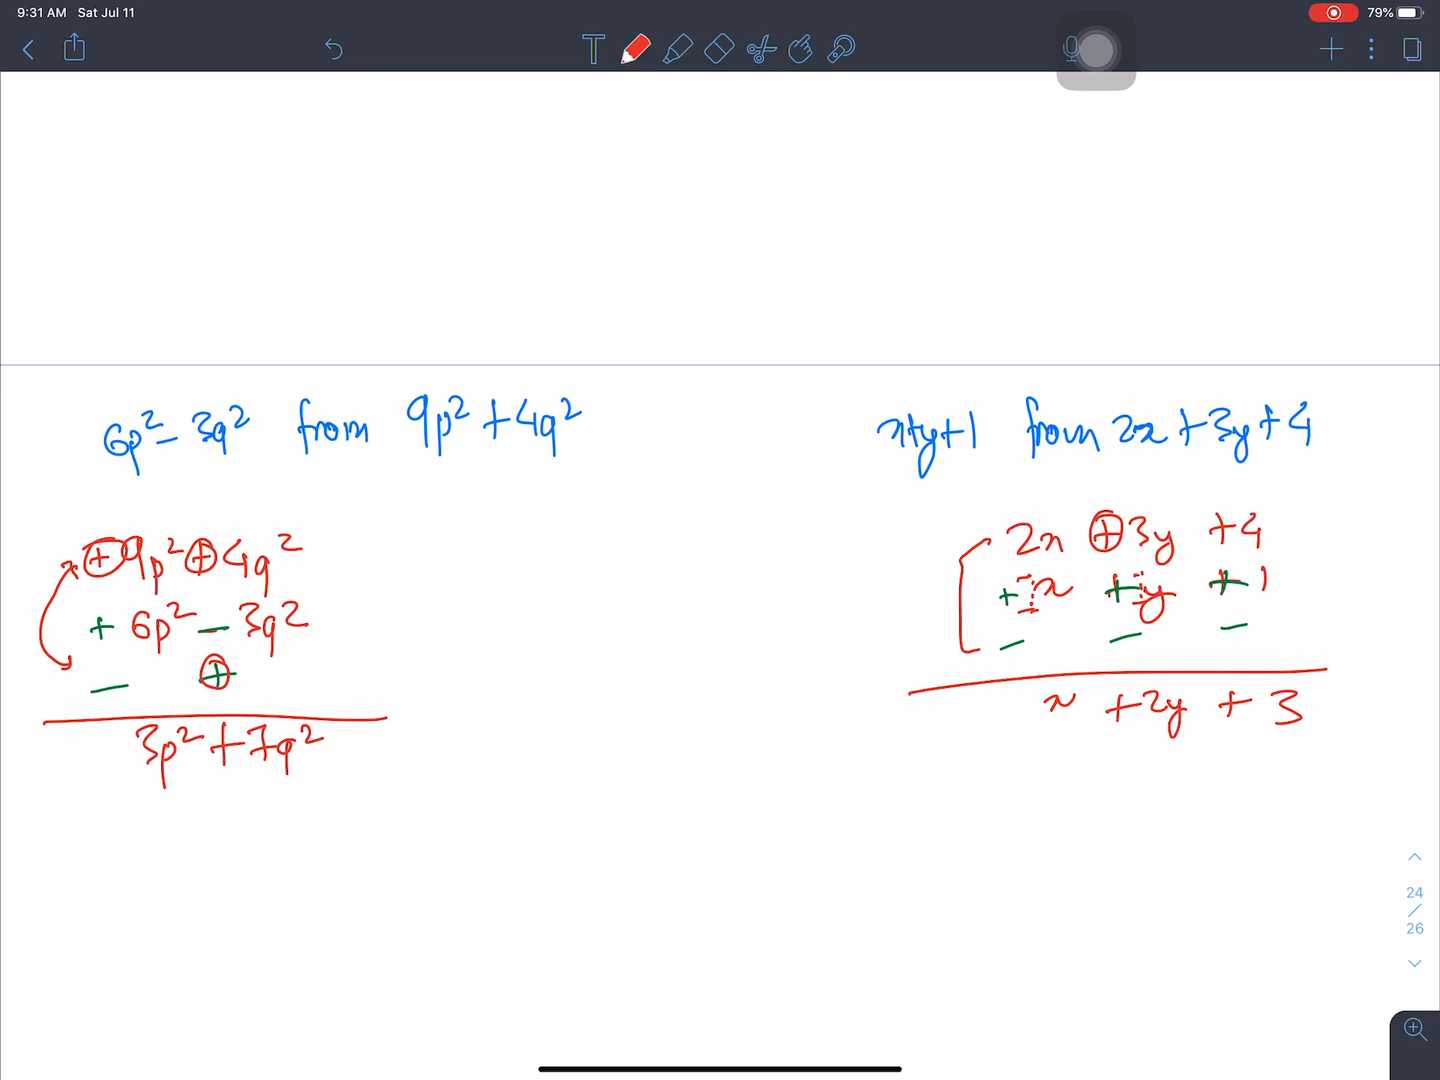 9:31 AM Sat Jul 11
79%
T
6p² - 3q² from 9p² + 4q²
x+y+1 from 2x + 3y + 4
+ 9p² + 4q²
+ 6p² - 3q²
- +
3p² + 7q²
2x + 3y + 4
+ x + y + 1
- - -
x + 2y + 3
24
/
26